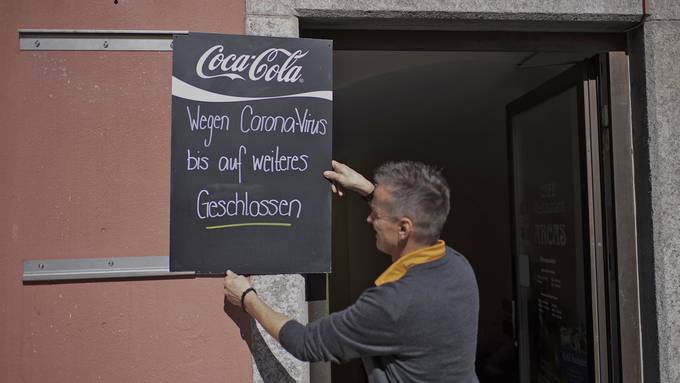 Coca-Cola
Wegen Corona-Virus
bis auf weiteres
Geschlossen